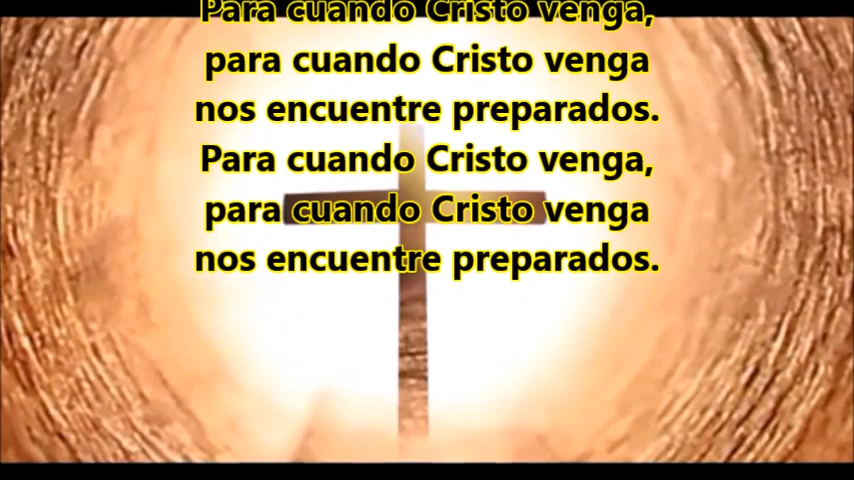 Para cuando Cristo venga,
para cuando Cristo venga
nos encuentre preparados.
Para cuando Cristo venga,
para cuando Cristo venga
nos encuentre preparados.